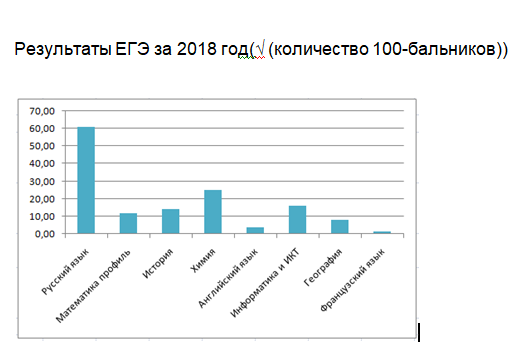 Результаты ЕГЭ за 2018 год(√ (количество 100-бальников))
70,00
60,00
50,00
40,00
30,00
20,00
10,00
0,00
Русский язык
Математика профиль
История
Химия
Английский язык
Информатика и ИКТ
География
Французский язык